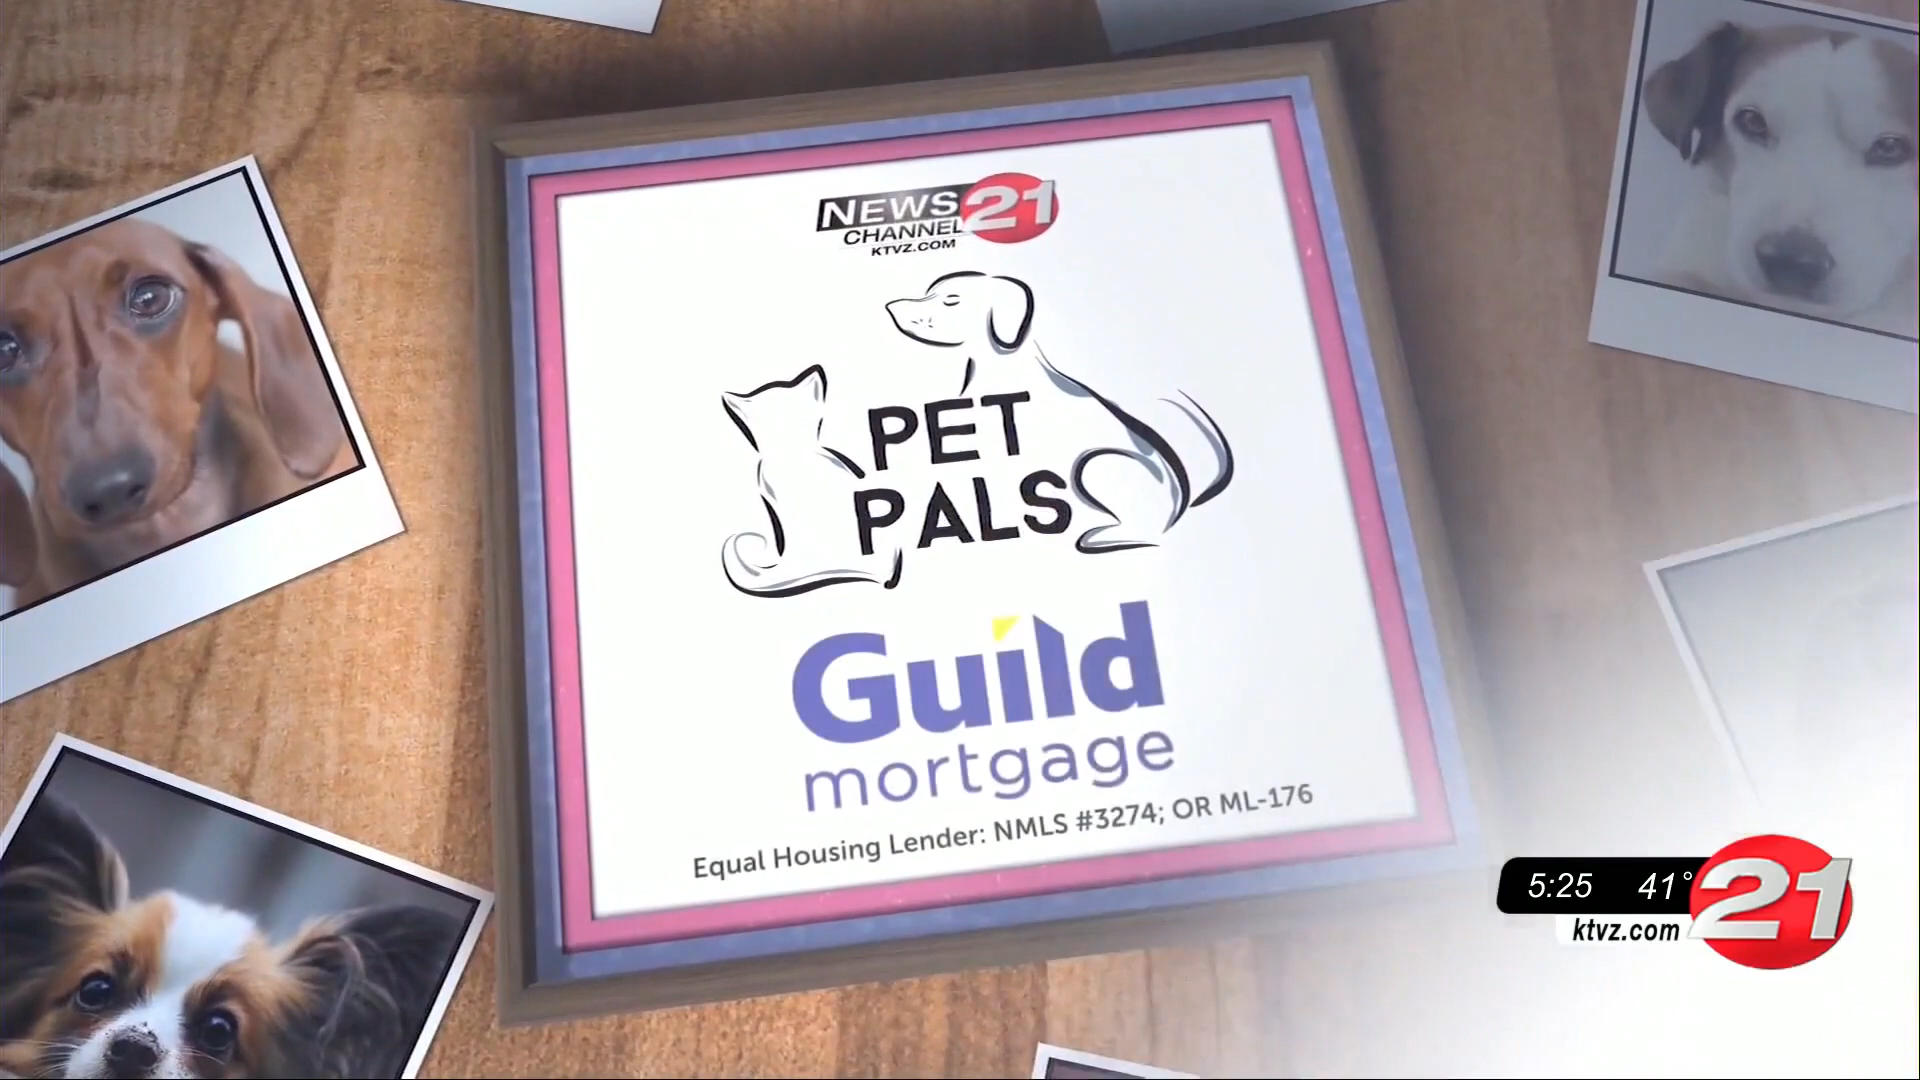 NEWS 21
CHANNEL
KTVZ.COM
PET
PALS
Guild
mortgage
Equal Housing Lender: NMLS #3274; OR ML-176
5:25 41° 21
ktvz.com